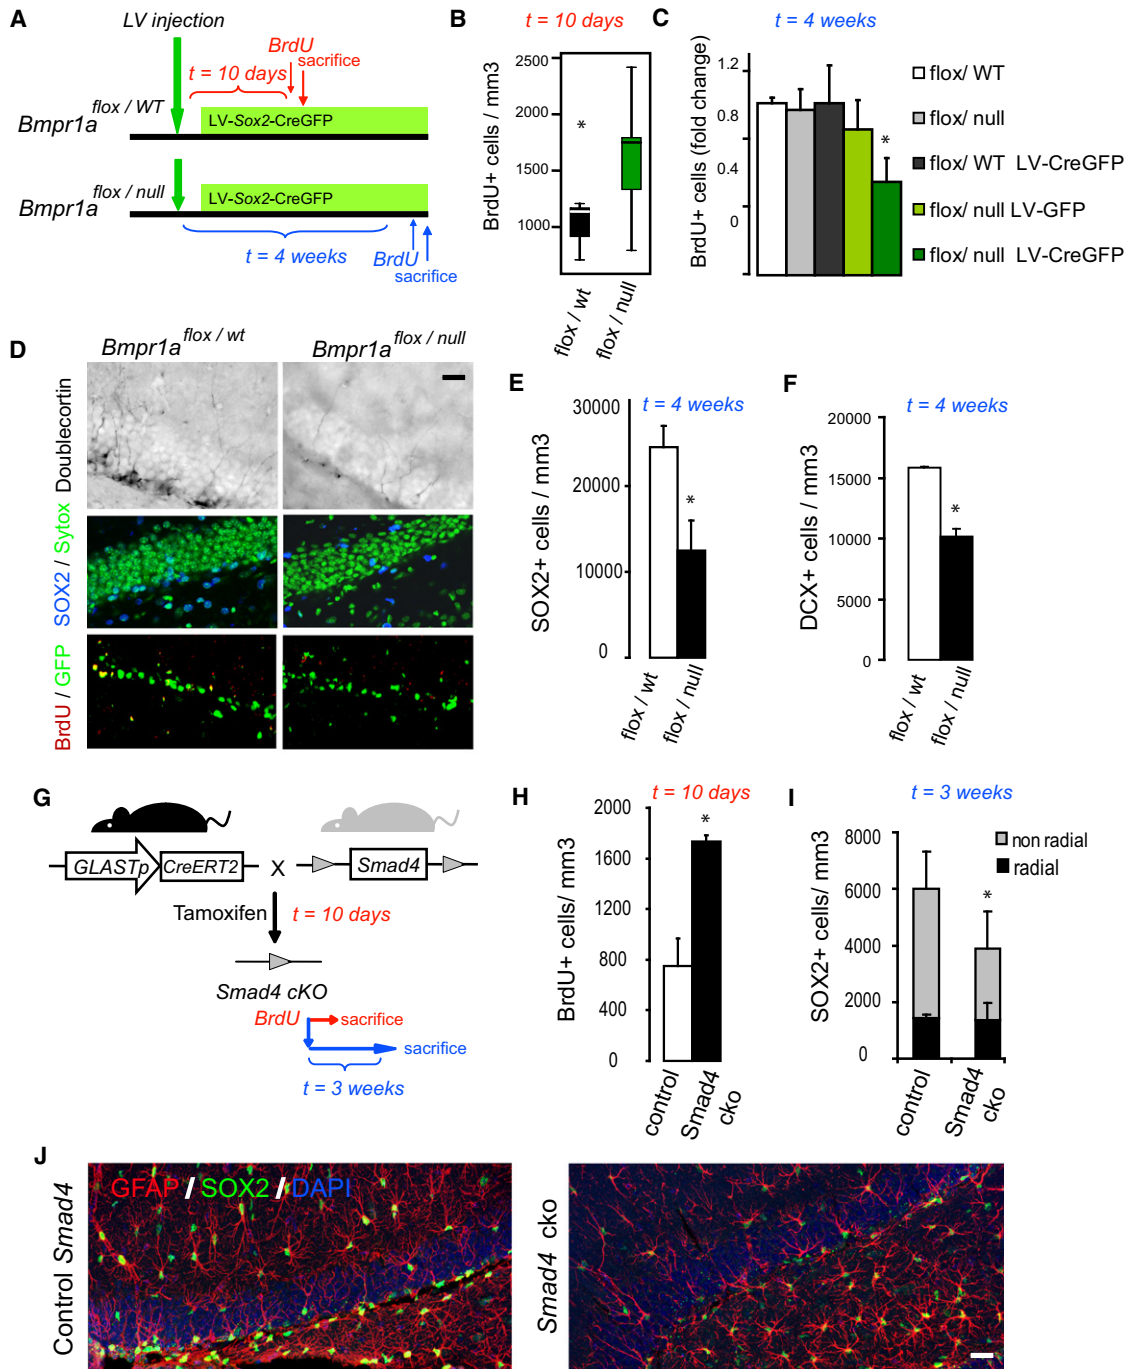 A
LV injection
BrdU
sacrifice
t = 10 days
Bmpr1a flox / WT
LV-Sox2-CreGFP
Bmpr1a flox / null
LV-Sox2-CreGFP
t = 4 weeks
BrdU
sacrifice
B
t = 10 days
BrdU+ cells / mm3
2500
2000
1500
1000
*
flox / wt
flox / null
C
t = 4 weeks
BrdU+ cells (fold change)
1.2
0.8
0.4
0
*
flox/ WT
flox/ null
flox/ WT LV-CreGFP
flox/ null LV-GFP
flox/ null LV-CreGFP
D
Bmpr1a flox / wt
Bmpr1a flox / null
Doublecortin
SOX2 / Sytox
BrdU / GFP
E
t = 4 weeks
SOX2+ cells / mm3
30000
20000
10000
0
*
flox / wt
flox / null
F
t = 4 weeks
DCX+ cells / mm3
20000
15000
10000
5000
0
*
flox / wt
flox / null
G
GLASTp
CreERT2
X
Smad4
Tamoxifen
t = 10 days
Smad4 cKO
BrdU
sacrifice
sacrifice
t = 3 weeks
H
t = 10 days
BrdU+ cells/ mm3
2000
1600
1200
800
400
0
*
control
Smad4 cko
I
t = 3 weeks
SOX2+ cells/ mm3
8000
6000
4000
2000
0
non radial
radial
*
control
Smad4 cko
J
Control Smad4
GFAP / SOX2 / DAPI
Smad4 cko